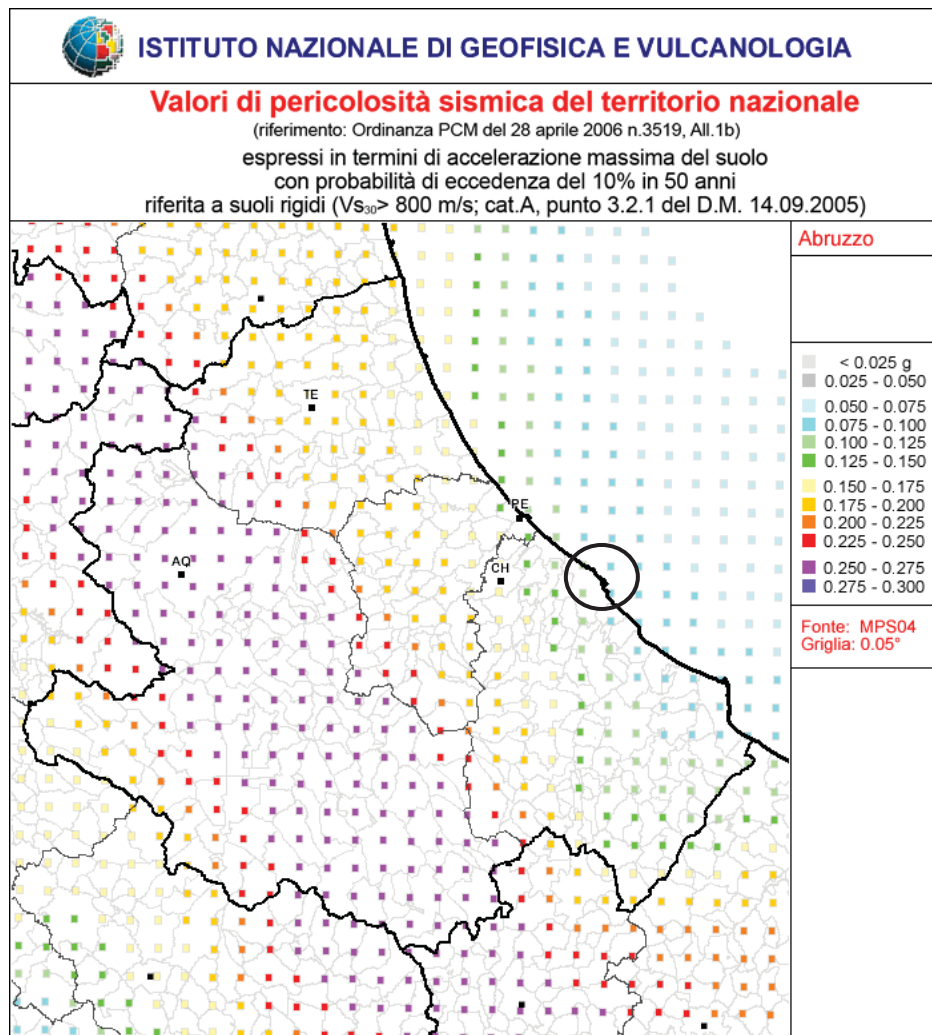 ISTITUTO NAZIONALE DI GEOFISICA E VULCANOLOGIA
Valori di pericolosità sismica del territorio nazionale
(riferimento: Ordinanza PCM del 28 aprile 2006 n.3519, All.1b)
espressi in termini di accelerazione massima del suolo
con probabilità di eccedenza del 10% in 50 anni
riferita a suoli rigidi (Vs₃₀> 800 m/s; cat.A, punto 3.2.1 del D.M. 14.09.2005)
Abruzzo
< 0.025 g
0.025 - 0.050
0.050 - 0.075
0.075 - 0.100
0.100 - 0.125
0.125 - 0.150
0.150 - 0.175
0.175 - 0.200
0.200 - 0.225
0.225 - 0.250
0.250 - 0.275
0.275 - 0.300
Fonte: MPS04
Griglia: 0.05°
TE
PE
AQ
CH